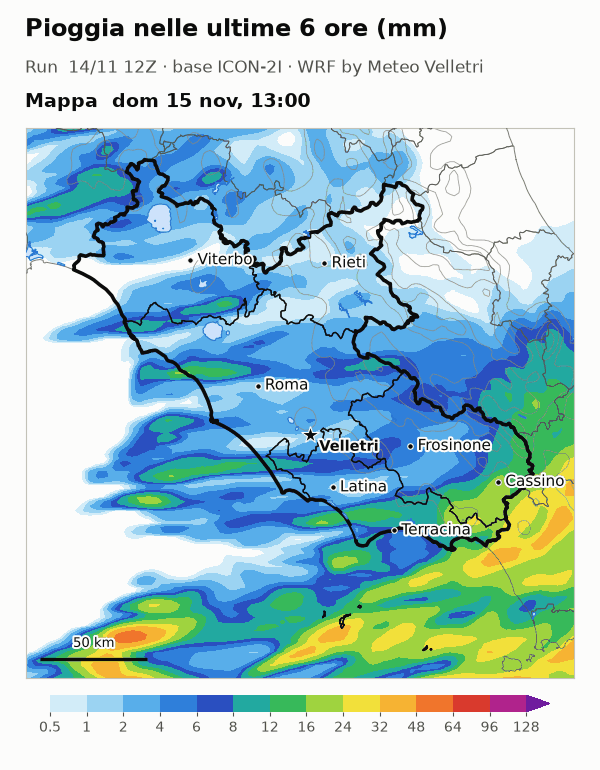 Pioggia nelle ultime 6 ore (mm)
Run  14/11 12Z · base ICON-2I · WRF by Meteo Velletri
Mappa  dom 15 nov, 13:00
Viterbo
Rieti
Roma
Velletri
Frosinone
Latina
Cassino
Terracina
50 km
0.5 1 2 4 6 8 12 16 24 32 48 64 96 128